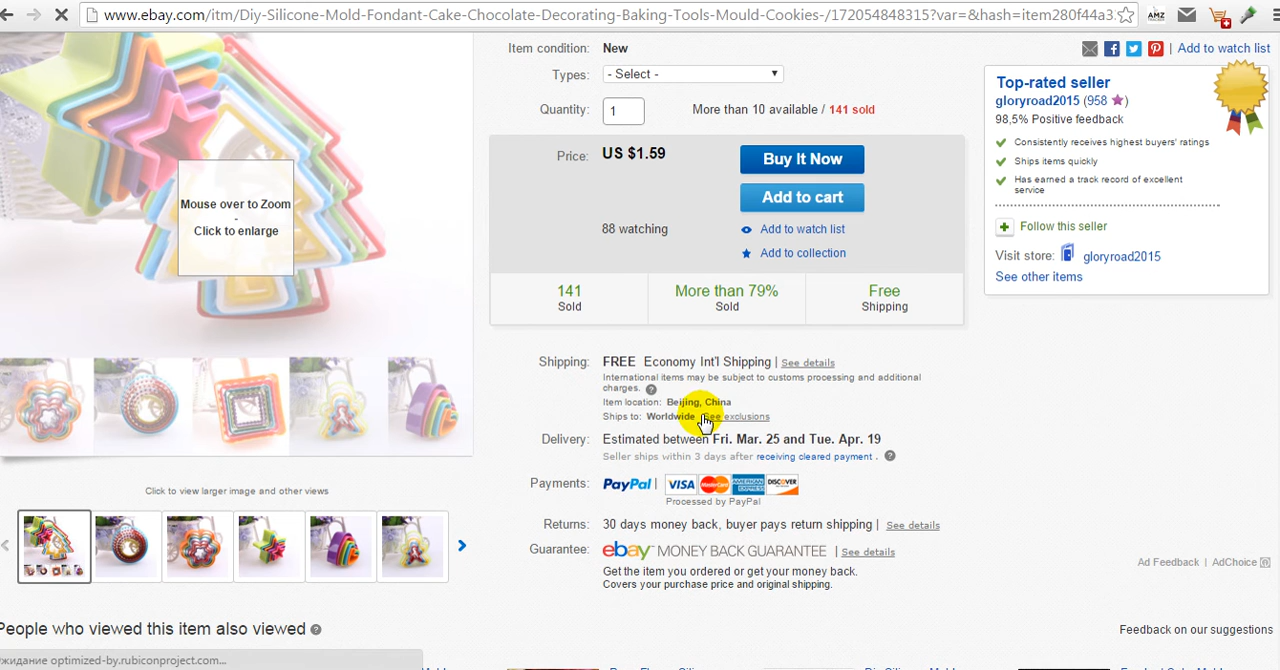 www.ebay.com/itm/Diy-Silicone-Mold-Fondant-Cake-Chocolate-Decorating-Baking-Tools-Mould-Cookies-/172054848315?var=&hash=item280f44a3
AMZ
Item condition: New
Add to watch list
Types: - Select -
Quantity: 1 More than 10 available / 141 sold
Price: US $1.59
Buy It Now
Add to cart
88 watching
Add to watch list
Add to collection
141
Sold
More than 79%
Sold
Free
Shipping
Top-rated seller
gloryroad2015 (958 )
98,5% Positive feedback
Consistently receives highest buyers' ratings
Ships items quickly
Has earned a track record of excellent
service
Follow this seller
Visit store: gloryroad2015
See other items
Mouse over to Zoom
-
Click to enlarge
Shipping: FREE Economy Int'l Shipping | See details
International items may be subject to customs processing and additional
charges.
Item location: Beijing, China
Ships to: Worldwide See exclusions
Delivery: Estimated between Fri. Mar. 25 and Tue. Apr. 19
Seller ships within 3 days after receiving cleared payment .
Payments: PayPal | VISA MasterCard AMERICAN EXPRESS DISCOVER
Processed by PayPal
Returns: 30 days money back, buyer pays return shipping | See details
Guarantee: ebay MONEY BACK GUARANTEE | See details
Get the item you ordered or get your money back.
Covers your purchase price and original shipping.
Click to view larger image and other views
Ad Feedback | AdChoice
People who viewed this item also viewed
Feedback on our suggestions
жидание optimized-by.rubiconproject.com...